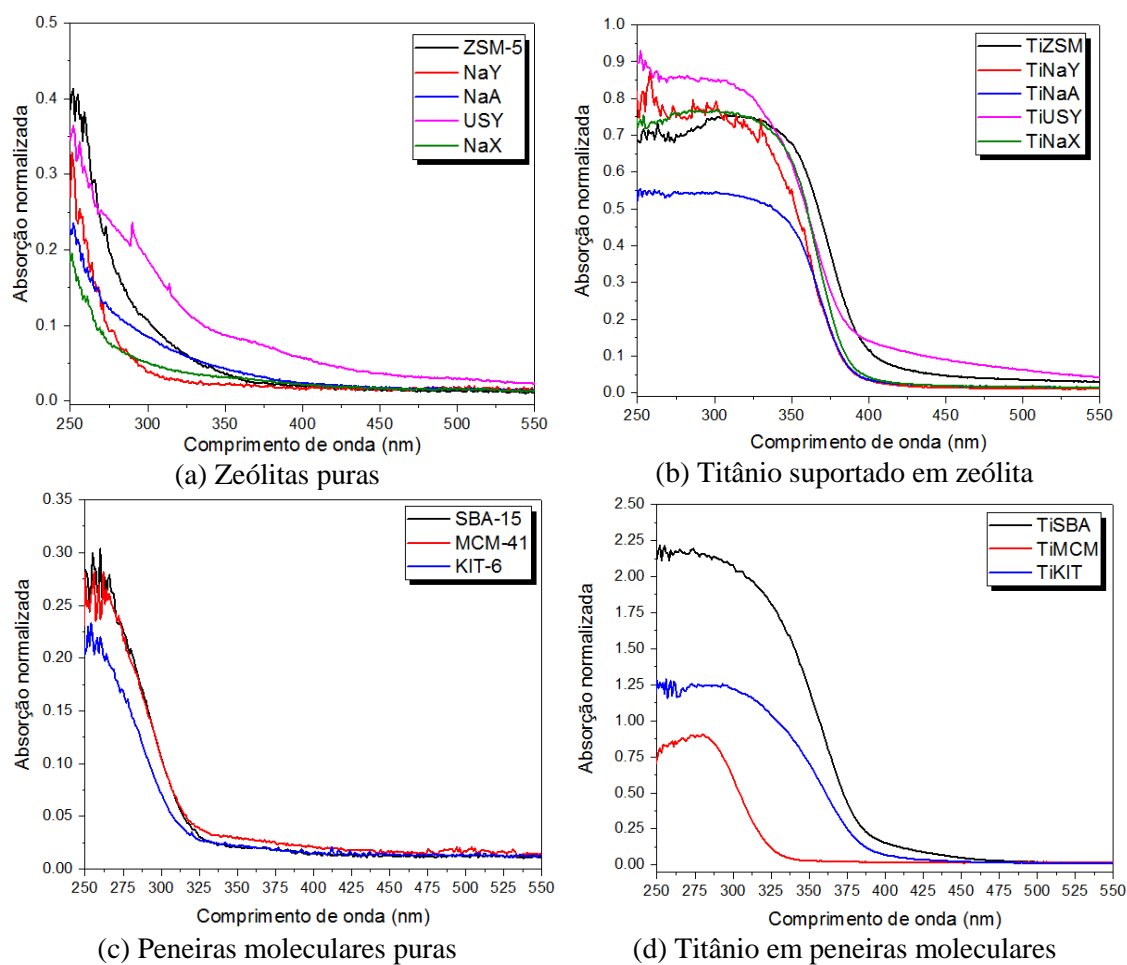 0.5
0.4
0.3
0.2
0.1
0.0
Absorção normalizada
ZSM-5
NaY
NaA
USY
NaX
250 300 350 400 450 500 550
Comprimento de onda (nm)
(a) Zeólitas puras
1.0
0.9
0.8
0.7
0.6
0.5
0.4
0.3
0.2
0.1
0.0
Absorção normalizada
TiZSM
TiNaY
TiNaA
TiUSY
TiNaX
250 300 350 400 450 500 550
Comprimento de onda (nm)
(b) Titânio suportado em zeólita
0.35
0.30
0.25
0.20
0.15
0.10
0.05
0.00
Absorção normalizada
SBA-15
MCM-41
KIT-6
250 275 300 325 350 375 400 425 450 475 500 525 550
Comprimento de onda (nm)
(c) Peneiras moleculares puras
2.50
2.25
2.00
1.75
1.50
1.25
1.00
0.75
0.50
0.25
0.00
Absorção normalizada
TiSBA
TiMCM
TiKIT
250 275 300 325 350 375 400 425 450 475 500 525 550
Comprimento de onda (nm)
(d) Titânio em peneiras moleculares